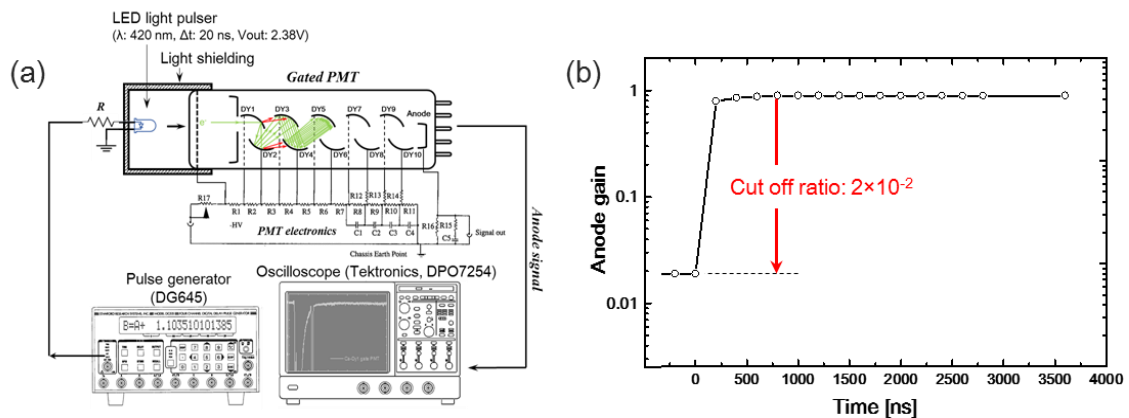 LED light pulser
(λ: 420 nm, Δt: 20 ns, Vout: 2.38V)
Light shielding
(a)
Gated PMT
R
DY1 DY3 DY5 DY7 DY9
Anode
e-
DY2 DY4 DY6 DY8 DY10
R17
R12 R13 R14
R1 R2 R3 R4 R5 R6 R7 R8 R9 R10 R11
-HV
C1 C2 C3 C4
R16 R15
C5
Signal out
PMT electronics
Chassis Earth Point
Anode signal
Pulse generator
(DG645)
Oscilloscope (Tektronics, DPO7254)
B=A+ 1.103510101385
(b)
Anode gain
1
0.1
0.01
Cut off ratio: 2×10-2
0 500 1000 1500 2000 2500 3000 3500 4000
Time [ns]